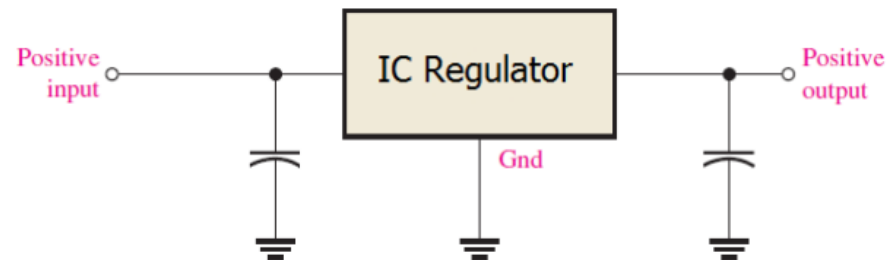 Positive
input
IC Regulator
Positive
output
Gnd